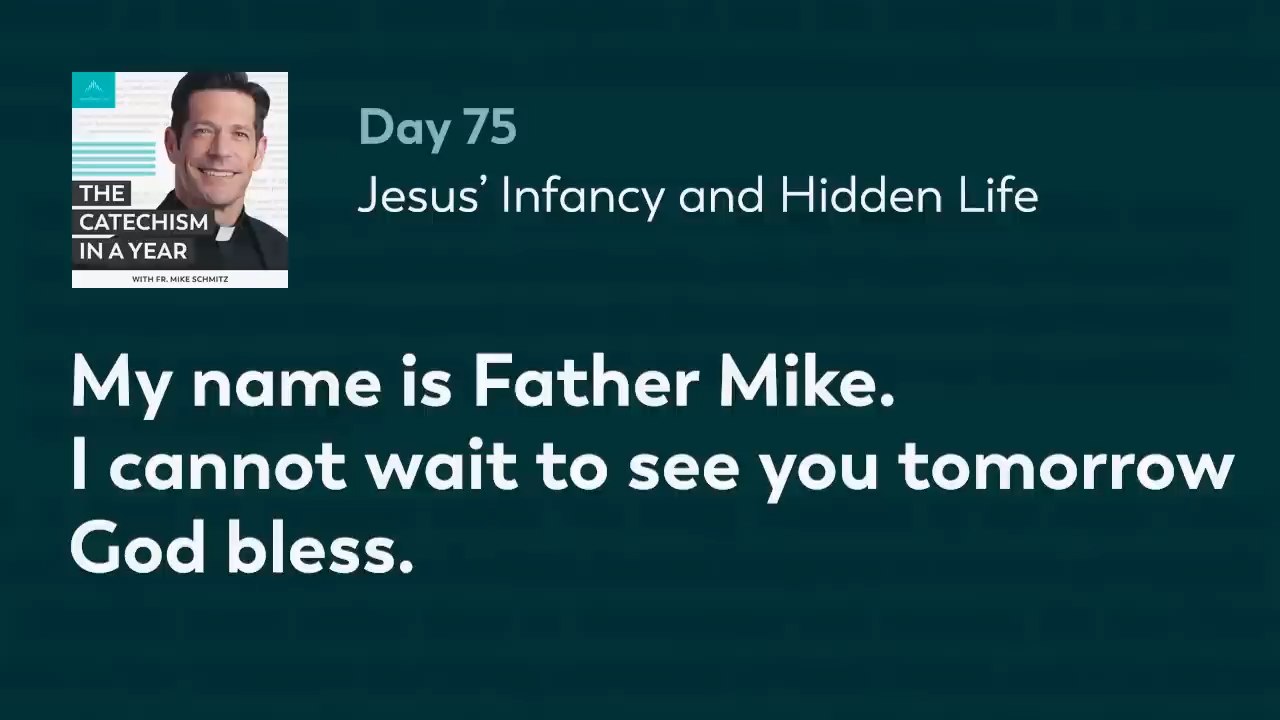 Day 75
Jesus’ Infancy and Hidden Life
THE
CATECHISM
IN A YEAR
WITH FR. MIKE SCHMITZ
My name is Father Mike.
I cannot wait to see you tomorrow
God bless.